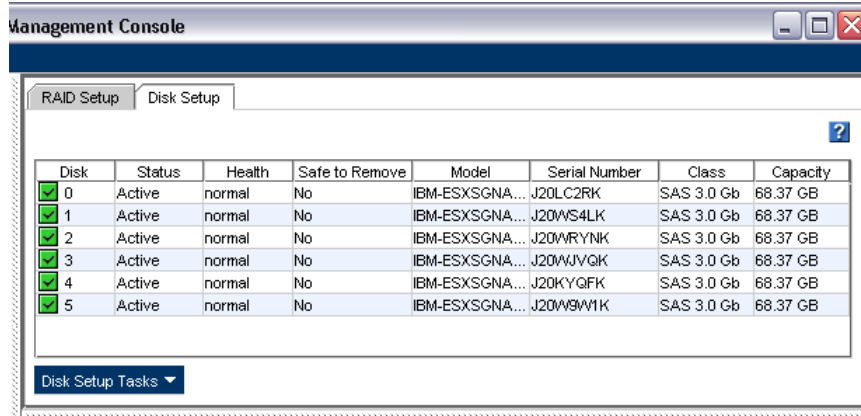 Management Console
RAID Setup Disk Setup
?
Disk Status Health Safe to Remove Model Serial Number Class Capacity
0 Active normal No IBM-ESXSGNA... J20LC2RK SAS 3.0 Gb 68.37 GB
1 Active normal No IBM-ESXSGNA... J20WS4LK SAS 3.0 Gb 68.37 GB
2 Active normal No IBM-ESXSGNA... J20WRYNK SAS 3.0 Gb 68.37 GB
3 Active normal No IBM-ESXSGNA... J20WJVQK SAS 3.0 Gb 68.37 GB
4 Active normal No IBM-ESXSGNA... J20KYQFK SAS 3.0 Gb 68.37 GB
5 Active normal No IBM-ESXSGNA... J20W9W1K SAS 3.0 Gb 68.37 GB
Disk Setup Tasks